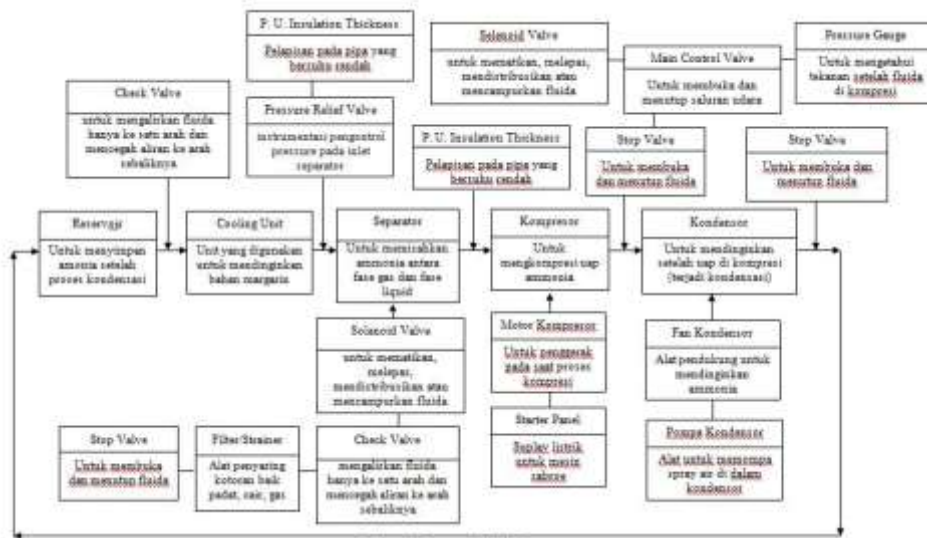 P. U. Insulation Thickness
Pelapisan pada pipa yang
bersuhu rendah
Solenoid Valve
untuk mematikan, melepas,
mendistribusikan atau
mencampurkan fluida
Main Control Valve
Untuk membuka dan
menutup saluran udara
Pressure Gauge
Untuk mengetahui
tekanan setelah fluida
di kompresi
Check Valve
untuk mengalirkan fluida
hanya ke satu arah dan
mencegak aliran ke arah
sebaliknya
Pressure Relief Valve
instrumentasi pengontrol
pressure pada inlet
separator
P. U. Insulation Thickness
Pelapisan pada pipa yang
bersuhu rendah
Stop Valve
Untuk membuka
dan menutup fluida
Stop Valve
Untuk membuka dan
menutup fluida
Reservoir
Untuk menyimpan
amonia setelah
proses kondensasi
Cooling Unit
Unit yang digunakan
untuk mendinginkan
bahan margarin
Separator
Untuk memisahkan
ammonia antara
fase gas dan fase
liquid
Kompresor
Untuk
mengkompresi uap
ammonia
Kondensor
Untuk mendinginkan
setelah uap di komprasi
(terjadi kondensasi)
Solanoid Valve
untuk mematikan,
melepas,
mendistribusikan atau
mencampurkan fluida
Motor Kompresor
Untuk penggerak
pada saat proses
kompresi
Fan Kondensor
Alat pendukung untuk
mendinginkan
ammonia
Starter Panel
Suplay listrik
untuk mesin
Pompa Kondensor
Alat untuk memompa
spray air di dalam
kondensor
Stop Valve
Untuk membuka
dan menutup fluida
Filter/Strainer
Alat penyaring
kotoran baik
padat, cair, gas
Check Valve
mengalirkan fluida
hanya ke satu arah dan
mencegak aliran ke arah
sebaliknya